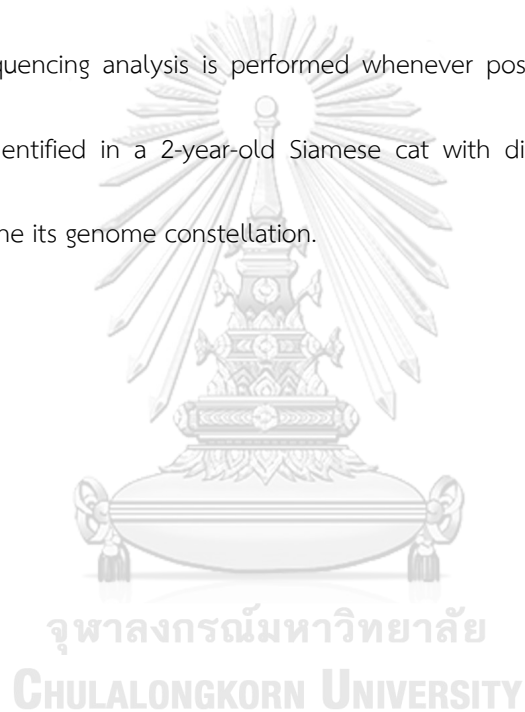 quencing analysis is performed whenever pos
entified in a 2-year-old Siamese cat with di
ne its genome constellation.
จุฬาลงกรณ์มหาวิทยาลัย
CHULALONGKORN UNIVERSITY